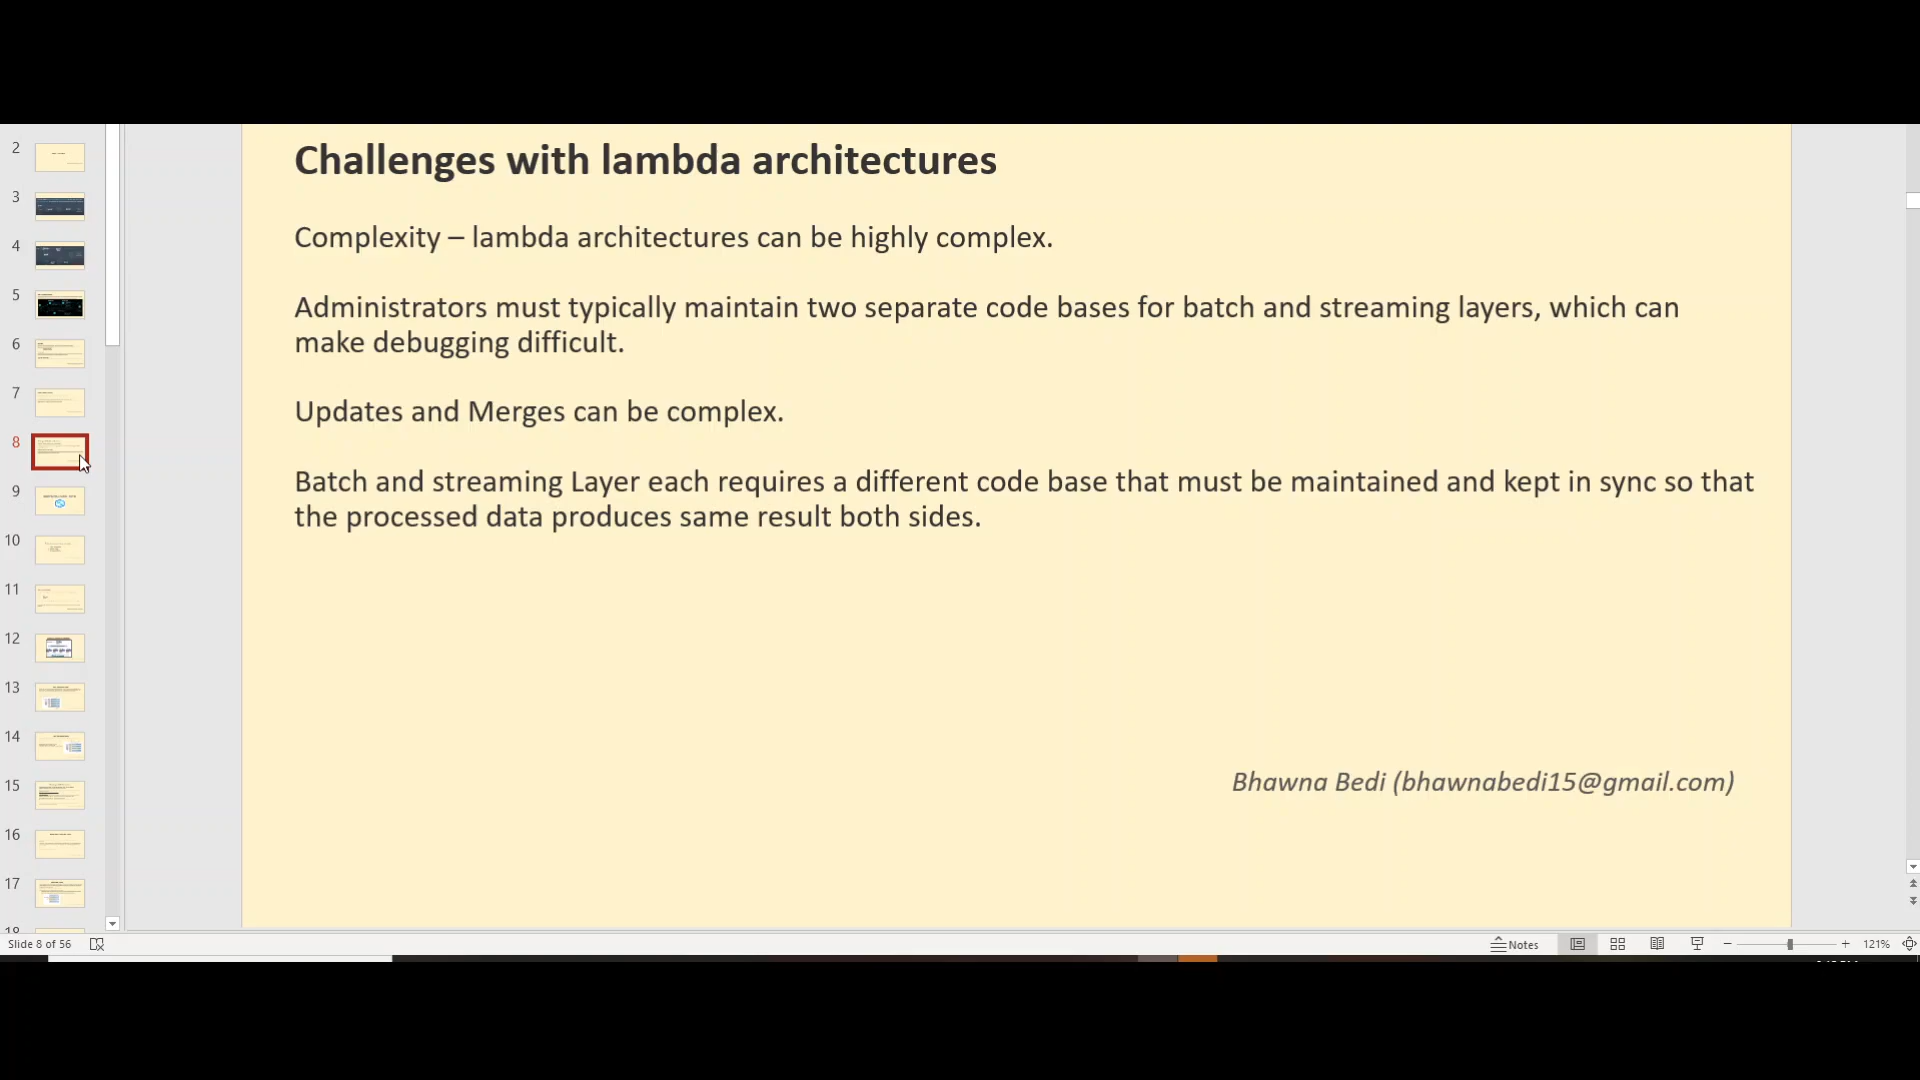 Challenges with lambda architectures
Complexity – lambda architectures can be highly complex.
Administrators must typically maintain two separate code bases for batch and streaming layers, which can
make debugging difficult.
Updates and Merges can be complex.
Batch and streaming Layer each requires a different code base that must be maintained and kept in sync so that
the processed data produces same result both sides.
Bhawna Bedi (bhawnabedi15@gmail.com)
2
3
4
5
6
7
8
9
10
11
12
13
14
15
16
17
18
Slide 8 of 56
Notes
121%